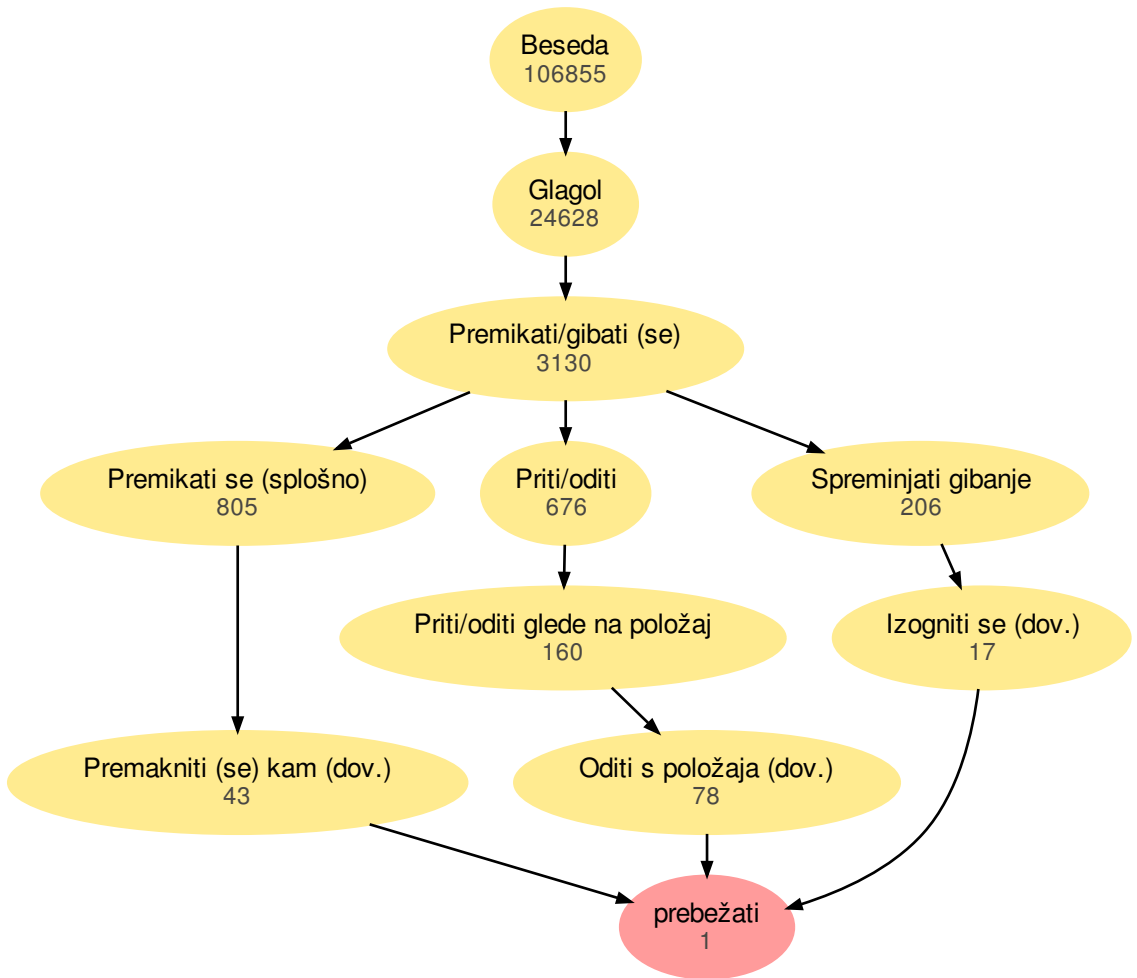 Beseda
106855
Glagol
24628
Premikati/gibati (se)
3130
Premikati se (splošno)
805
Priti/oditi
676
Spreminjati gibanje
206
Priti/oditi glede na položaj
160
Izogniti se (dov.)
17
Premakniti (se) kam (dov.)
43
Oditi s položaja (dov.)
78
prebežati
1